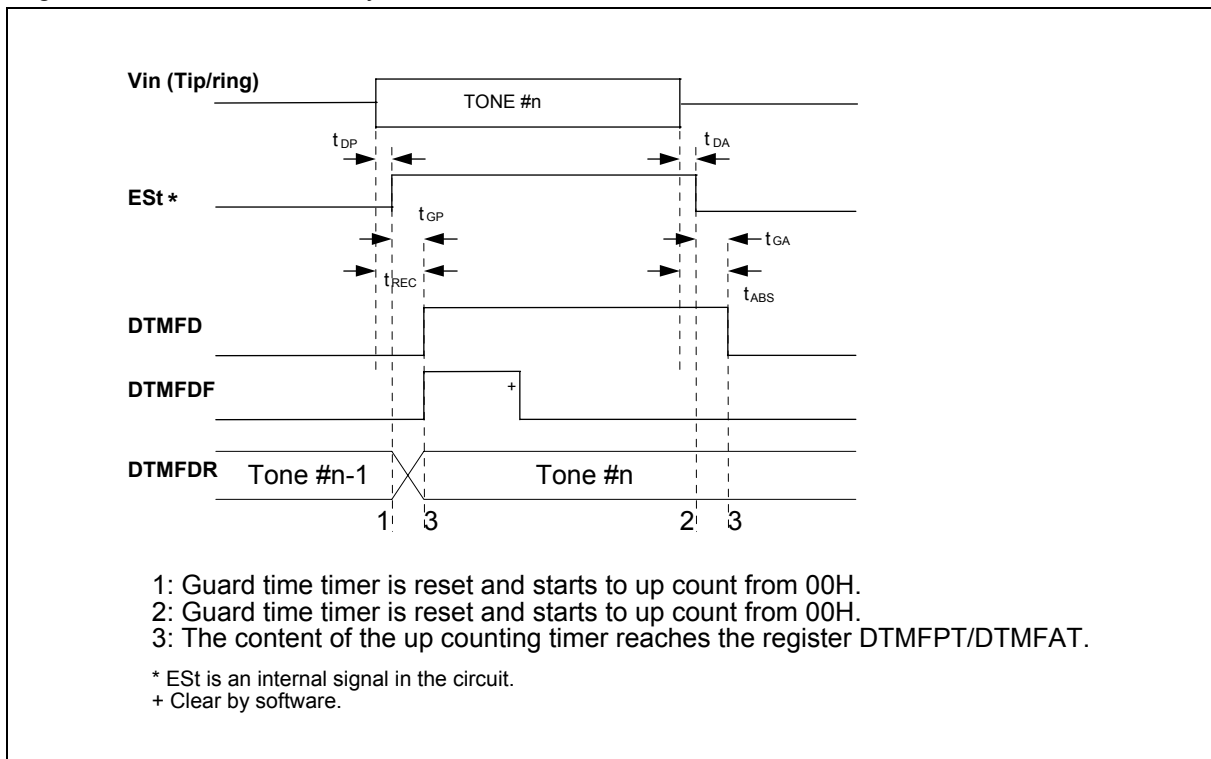 Vin (Tip/ring)
TONE #n
tDP
tDA
ESt *
tGP
tGA
tREC
tABS
DTMFD
DTMFDF
+
DTMFDR
Tone #n-1
Tone #n
1 3 2 3
1: Guard time timer is reset and starts to up count from 00H.
2: Guard time timer is reset and starts to up count from 00H.
3: The content of the up counting timer reaches the register DTMFPT/DTMFAT.
* ESt is an internal signal in the circuit.
+ Clear by software.